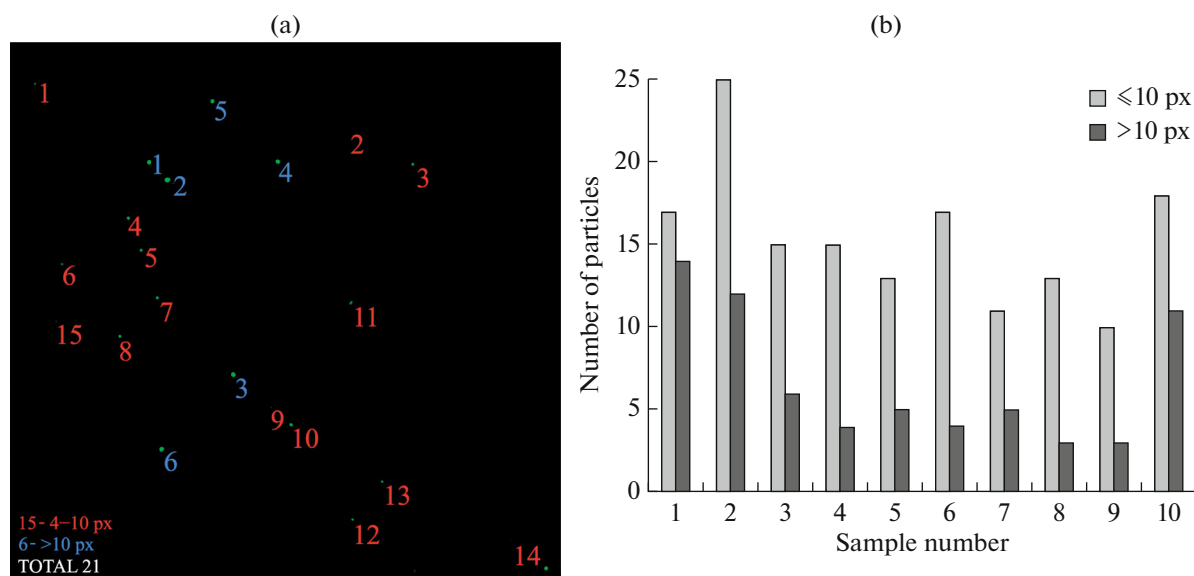 (a)
1
5
2
1
4
3
2
4
5
6
7
11
15
8
3
9
10
6
13
12
14
15- 4–10 px
6- >10 px
TOTAL 21
(b)
25
20
15
10
5
0
Number of particles
⩽10 px
>10 px
1 2 3 4 5 6 7 8 9 10
Sample number